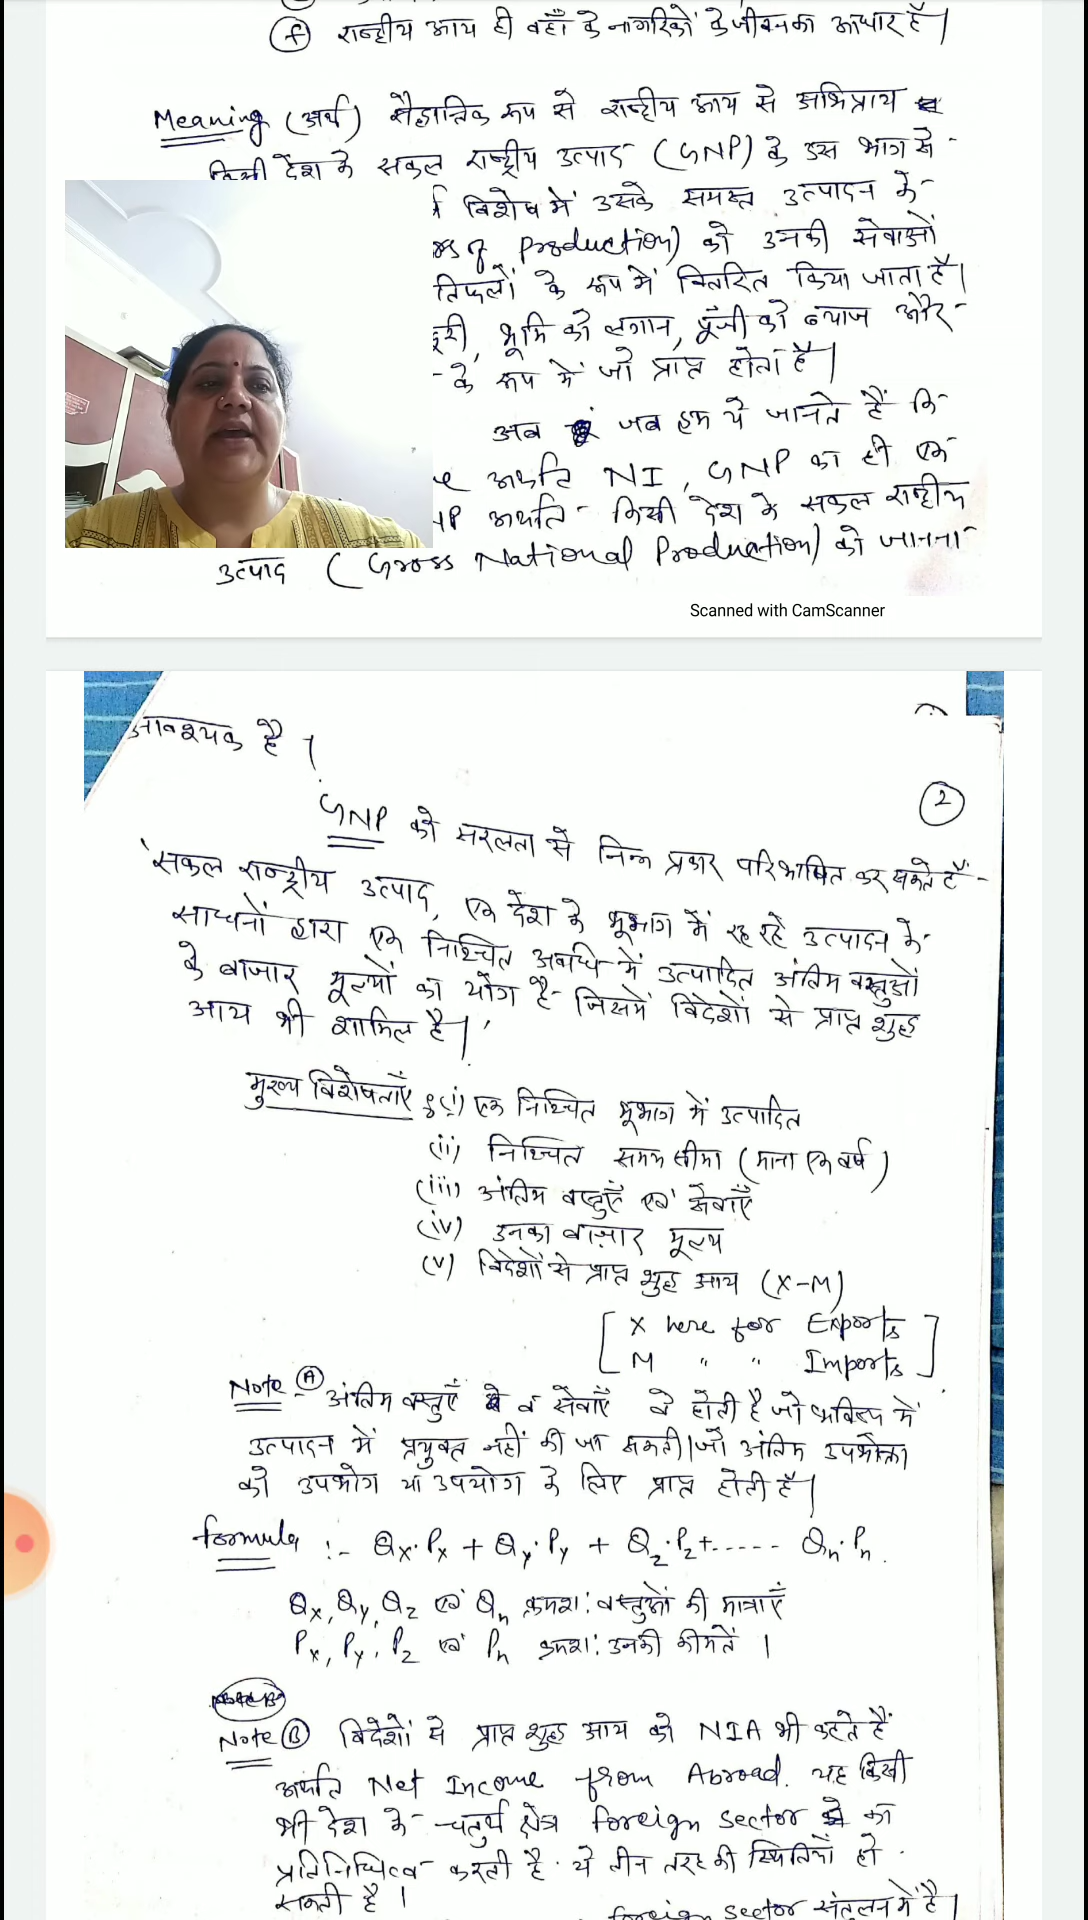 (f) राष्ट्रीय आय ही वहाँ के नागरिकों के जीवन का आधार है।
Meaning (अर्थ) सैद्धान्तिक रूप से राष्ट्रीय आय से अभिप्राय
किसी देश के सकल राष्ट्रीय उत्पाद (GNP) के उस भाग से
विशेष में उसके समस्त उत्पादन के
of Production) को उनकी सेवाओं
के रूप में वितरित किया जाता है।
भूमि को लगान, पूँजी को ब्याज और
के रूप में जो प्राप्त होता है।
अब जब हम ये जानते हैं कि
अर्थात NI, GNP का ही एक
अर्थात किसी देश के सकल राष्ट्रीय
उत्पाद (Gross National Production) को जानना
Scanned with CamScanner
आवश्यक है।
2
GNP को सरलता से निम्न प्रकार परिभाषित कर सकते हैं -
'सकल राष्ट्रीय उत्पाद, एक देश के भूभाग में रह रहे उत्पादन के
साधनों द्वारा एक निश्चित अवधि में उत्पादित अंतिम वस्तुओं
के बाजार मूल्यों का योग है जिसमें विदेशों से प्राप्त शुद्ध
आय भी शामिल है।'
मुख्य विशेषताएँ : (i) एक निश्चित भूभाग में उत्पादित
(ii) निश्चित समय सीमा (माना एक वर्ष)
(iii) अंतिम वस्तुएँ एवं सेवाएँ
(iv) उनका बाज़ार मूल्य
(v) विदेशों से प्राप्त शुद्ध आय (X-M)
[ X here for Exports
M " " Imports ]
Note (A) अंतिम वस्तुएँ व सेवाएँ वे होती है जो भविष्य में
उत्पादन में प्रयुक्त नहीं की जा सकती। जो अंतिम उपभोक्ता
को उपभोग या उपयोग के लिए प्राप्त होती हैं।
formula :- Qx.Px + Qy.Py + Qz.Pz+...... Qn.Pn.
Qx, Qy, Qz एवं Qn क्रमशः वस्तुओं की मात्राएँ
Px, Py, Pz एवं Pn क्रमशः उनकी कीमतें।
Note (B) विदेशों से प्राप्त शुद्ध आय को NIA भी कहते हैं
अर्थात Net Income from Abroad. यह किसी
भी देश के चतुर्थ क्षेत्र foreign sector का
प्रतिनिधित्व करती है. ये तीन तरह की स्थितियाँ हो
सकती है।
foreign sector संतुलन में है।